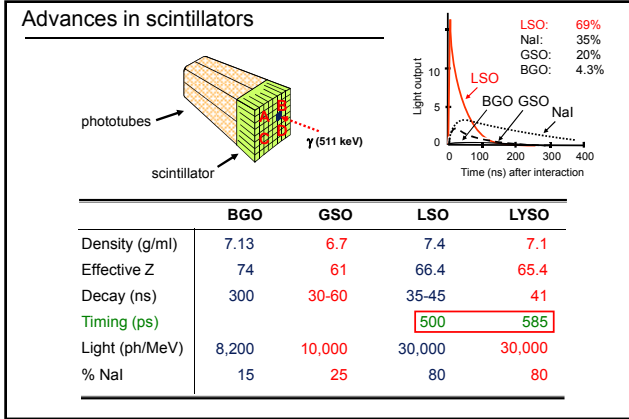 Advances in scintillators
LSO: 69%
NaI: 35%
GSO: 20%
BGO: 4.3%
Light output
10
5
0
LSO
BGO GSO
NaI
0 100 200 300 400
Time (ns) after interaction
phototubes
A B
C D
γ (511 keV)
scintillator
BGO GSO LSO LYSO
Density (g/ml) 7.13 6.7 7.4 7.1
Effective Z 74 61 66.4 65.4
Decay (ns) 300 30-60 35-45 41
Timing (ps) 500 585
Light (ph/MeV) 8,200 10,000 30,000 30,000
% NaI 15 25 80 80